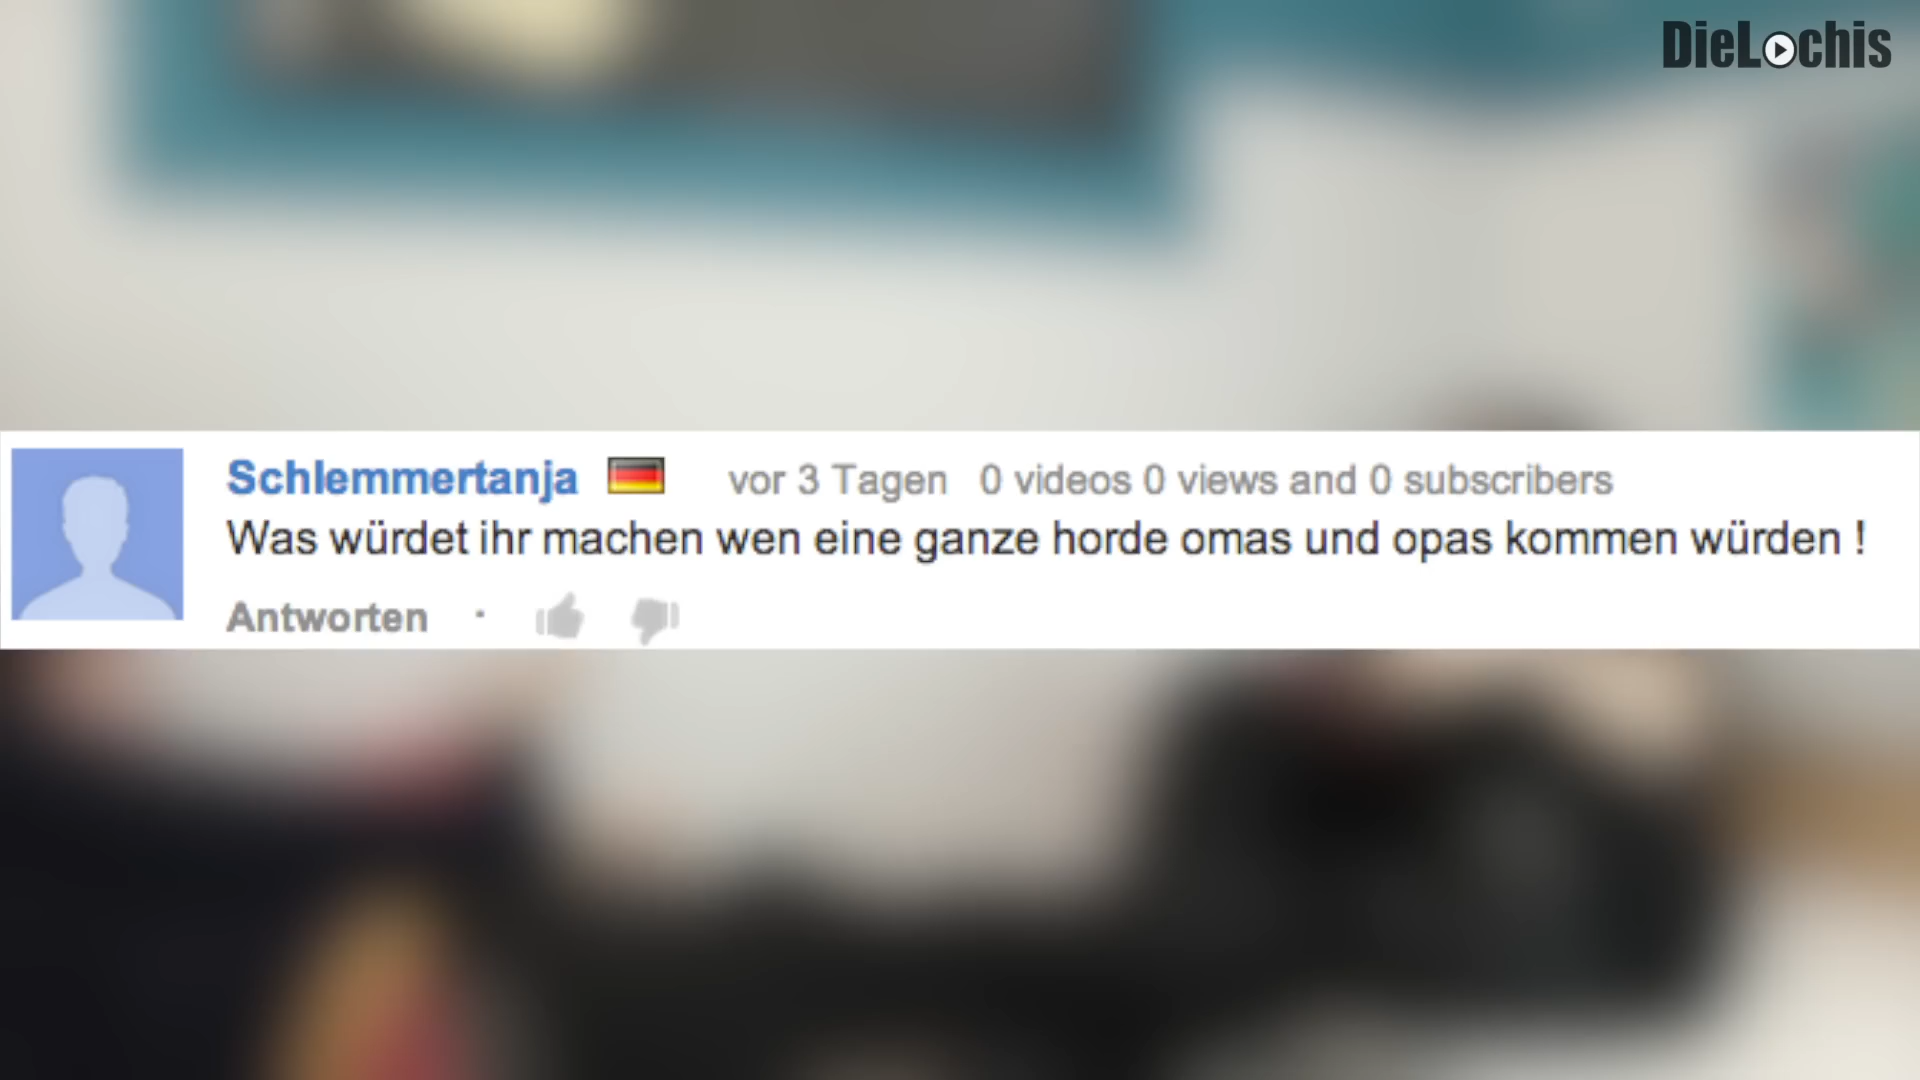 DieLochis
Schlemmertanja vor 3 Tagen 0 videos 0 views and 0 subscribers
Was würdet ihr machen wen eine ganze horde omas und opas kommen würden !
Antworten ·